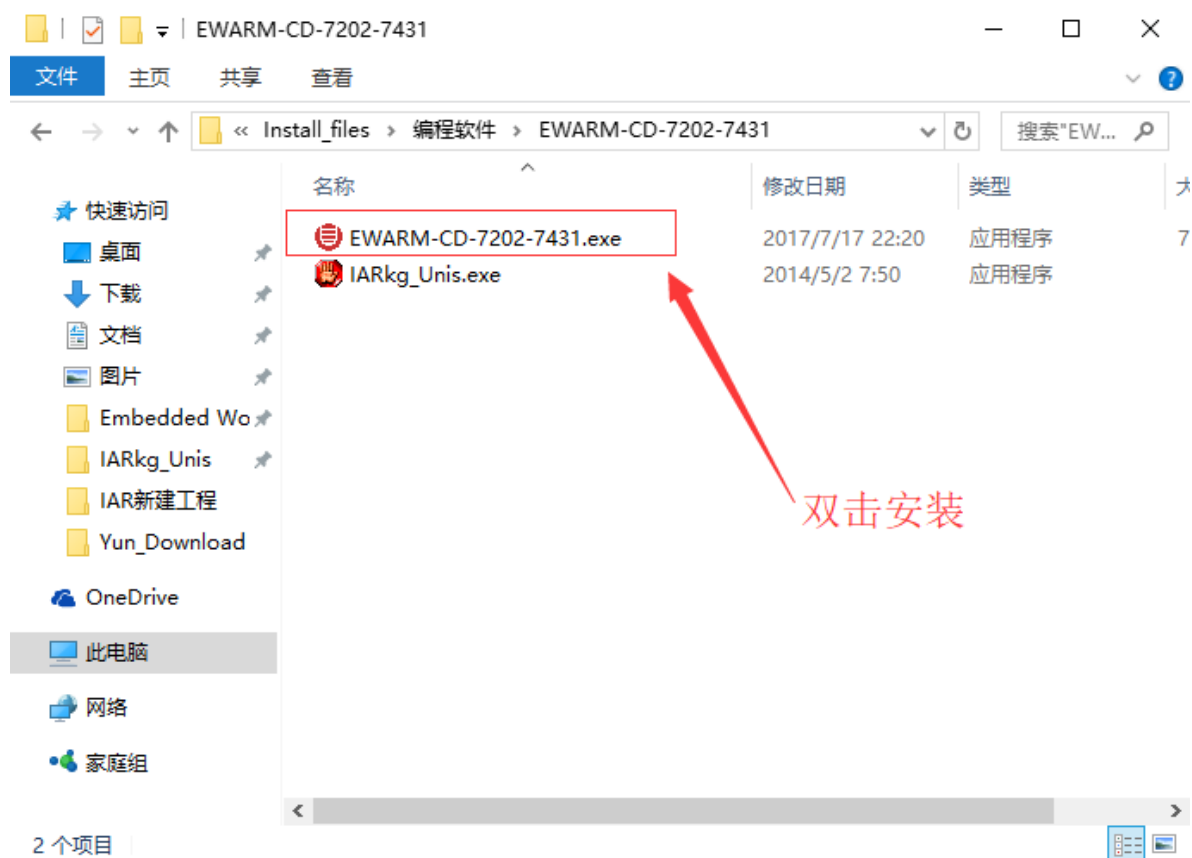 EWARM-CD-7202-7431
文件 主页 共享 查看
« Install_files › 编程软件 › EWARM-CD-7202-7431 搜索"EW...
名称 修改日期 类型
快速访问
桌面
下载
文档
图片
Embedded Wo
IARkg_Unis
IAR新建工程
Yun_Download
OneDrive
此电脑
网络
家庭组
EWARM-CD-7202-7431.exe 2017/7/17 22:20 应用程序 7
IARkg_Unis.exe 2014/5/2 7:50 应用程序
双击安装
2 个项目